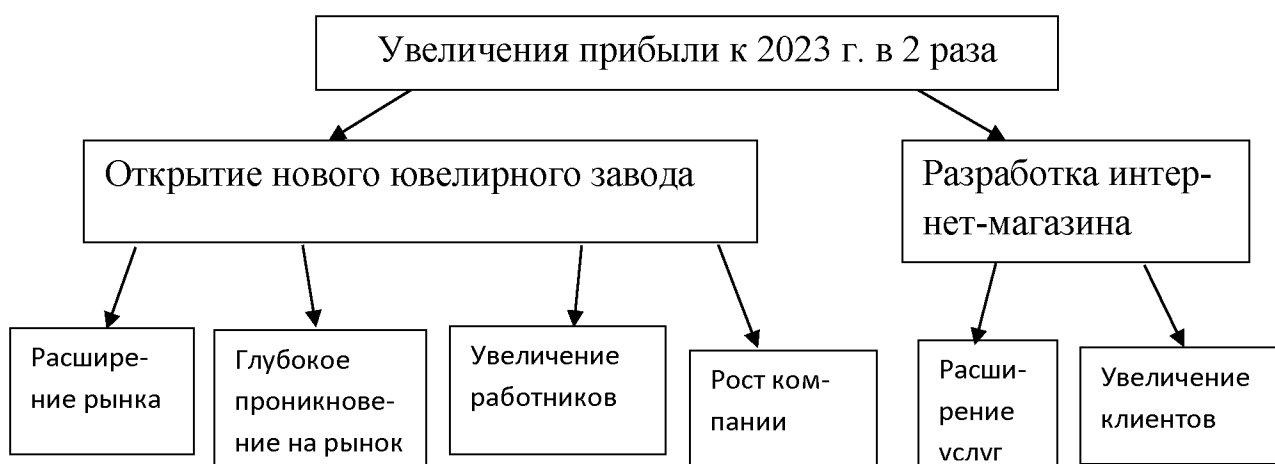 Увеличения прибыли к 2023 г. в 2 раза
Открытие нового ювелирного завода
Разработка интер-
нет-магазина
Расшире-
ние рынка
Глубокое
проникнове-
ние на рынок
Увеличение
работников
Рост ком-
пании
Расши-
рение
услуг
Увеличение
клиентов